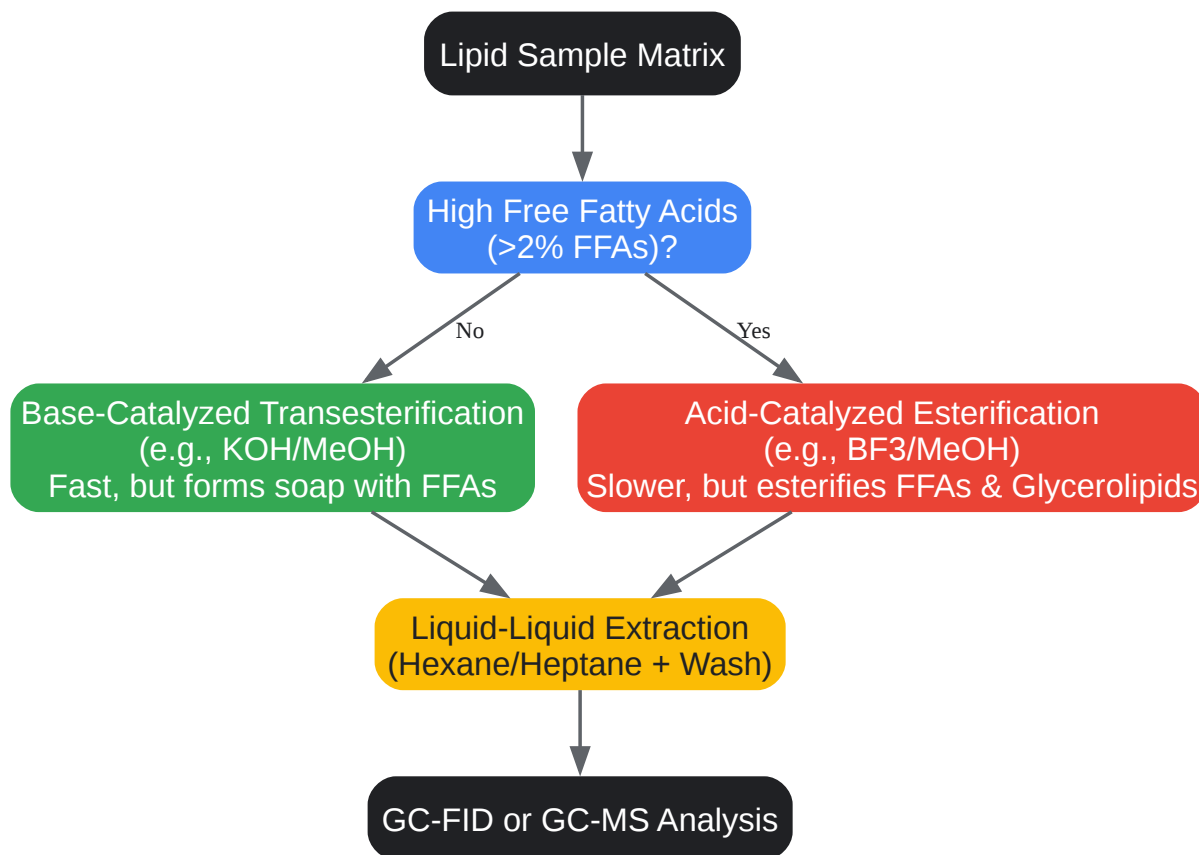 Lipid Sample Matrix
High Free Fatty Acids
(>2% FFAs)?
No
Yes
Base-Catalyzed Transesterification
(e.g., KOH/MeOH)
Fast, but forms soap with FFAs
Acid-Catalyzed Esterification
(e.g., BF3/MeOH)
Slower, but esterifies FFAs & Glycerolipids
Liquid-Liquid Extraction
(Hexane/Heptane + Wash)
GC-FID or GC-MS Analysis